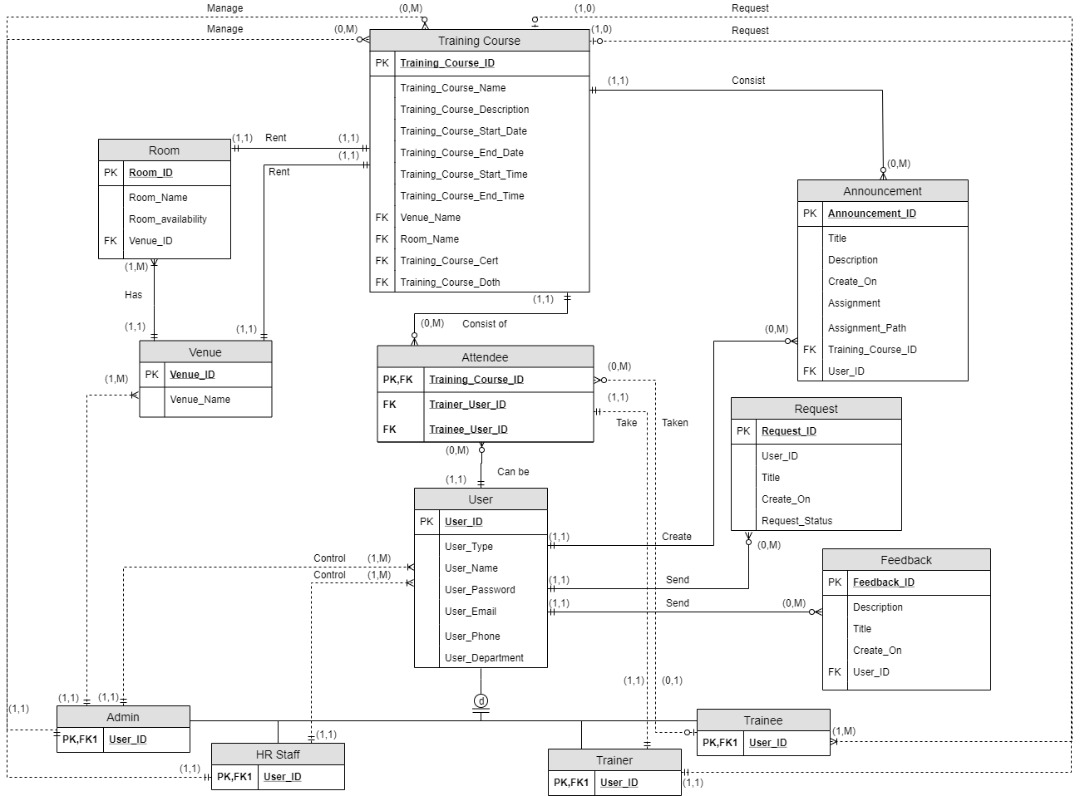 Manage
(0,M)
(1,0)
Request
Manage
(0,M)
(1,0)
Request
Training Course
PK
Training_Course_ID
Training_Course_Name
Training_Course_Description
Training_Course_Start_Date
Training_Course_End_Date
Training_Course_Start_Time
Training_Course_End_Time
FK
Venue_Name
FK
Room_Name
FK
Training_Course_Cert
FK
Training_Course_Doth
(1,1)
Consist
(0,M)
(1,1)
Rent
(1,1)
(1,1)
Rent
Room
PK
Room_ID
Room_Name
Room_availability
FK
Venue_ID
(1,M)
Has
(1,1)
(1,1)
Venue
PK
Venue_ID
Venue_Name
(1,M)
Announcement
PK
Announcement_ID
Title
Description
Create_On
Assignment
Assignment_Path
FK
Training_Course_ID
FK
User_ID
(0,M)
(1,1)
(0,M)
Consist of
Attendee
PK,FK
Training_Course_ID
FK
Trainer_User_ID
FK
Trainee_User_ID
(0,M)
(1,1)
Take
Taken
(0,M)
Can be
(1,1)
Request
PK
Request_ID
User_ID
Title
Create_On
Request_Status
(0,M)
User
PK
User_ID
User_Type
User_Name
User_Password
User_Email
User_Phone
User_Department
(1,1)
Create
(1,1)
Send
(1,1)
Send
(0,M)
Control
(1,M)
Control
(1,M)
Feedback
PK
Feedback_ID
Description
Title
Create_On
FK
User_ID
d
(1,1)
(0,1)
(1,1)
(1,1)
(1,1)
Admin
PK,FK1
User_ID
(1,1)
(1,1)
HR Staff
PK,FK1
User_ID
Trainer
PK,FK1
User_ID
(1,1)
Trainee
PK,FK1
User_ID
(1,M)